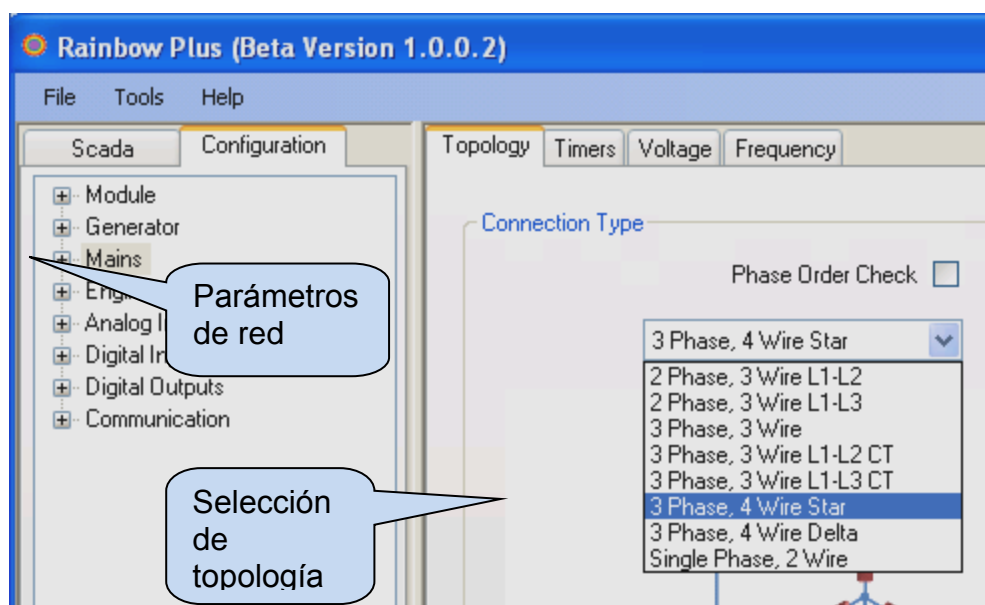 Rainbow Plus (Beta Version 1.0.0.2)
File Tools Help
Scada Configuration
Topology Timers Voltage Frequency
Module
Generator
Mains
Analog
Digital
Digital Outputs
Communication
Parámetros
de red
Selección
de
topología
Connection Type
Phase Order Check
3 Phase, 4 Wire Star
2 Phase, 3 Wire L1-L2
2 Phase, 3 Wire L1-L3
3 Phase, 3 Wire
3 Phase, 3 Wire L1-L2 CT
3 Phase, 3 Wire L1-L3 CT
3 Phase, 4 Wire Star
3 Phase, 4 Wire Delta
Single Phase, 2 Wire